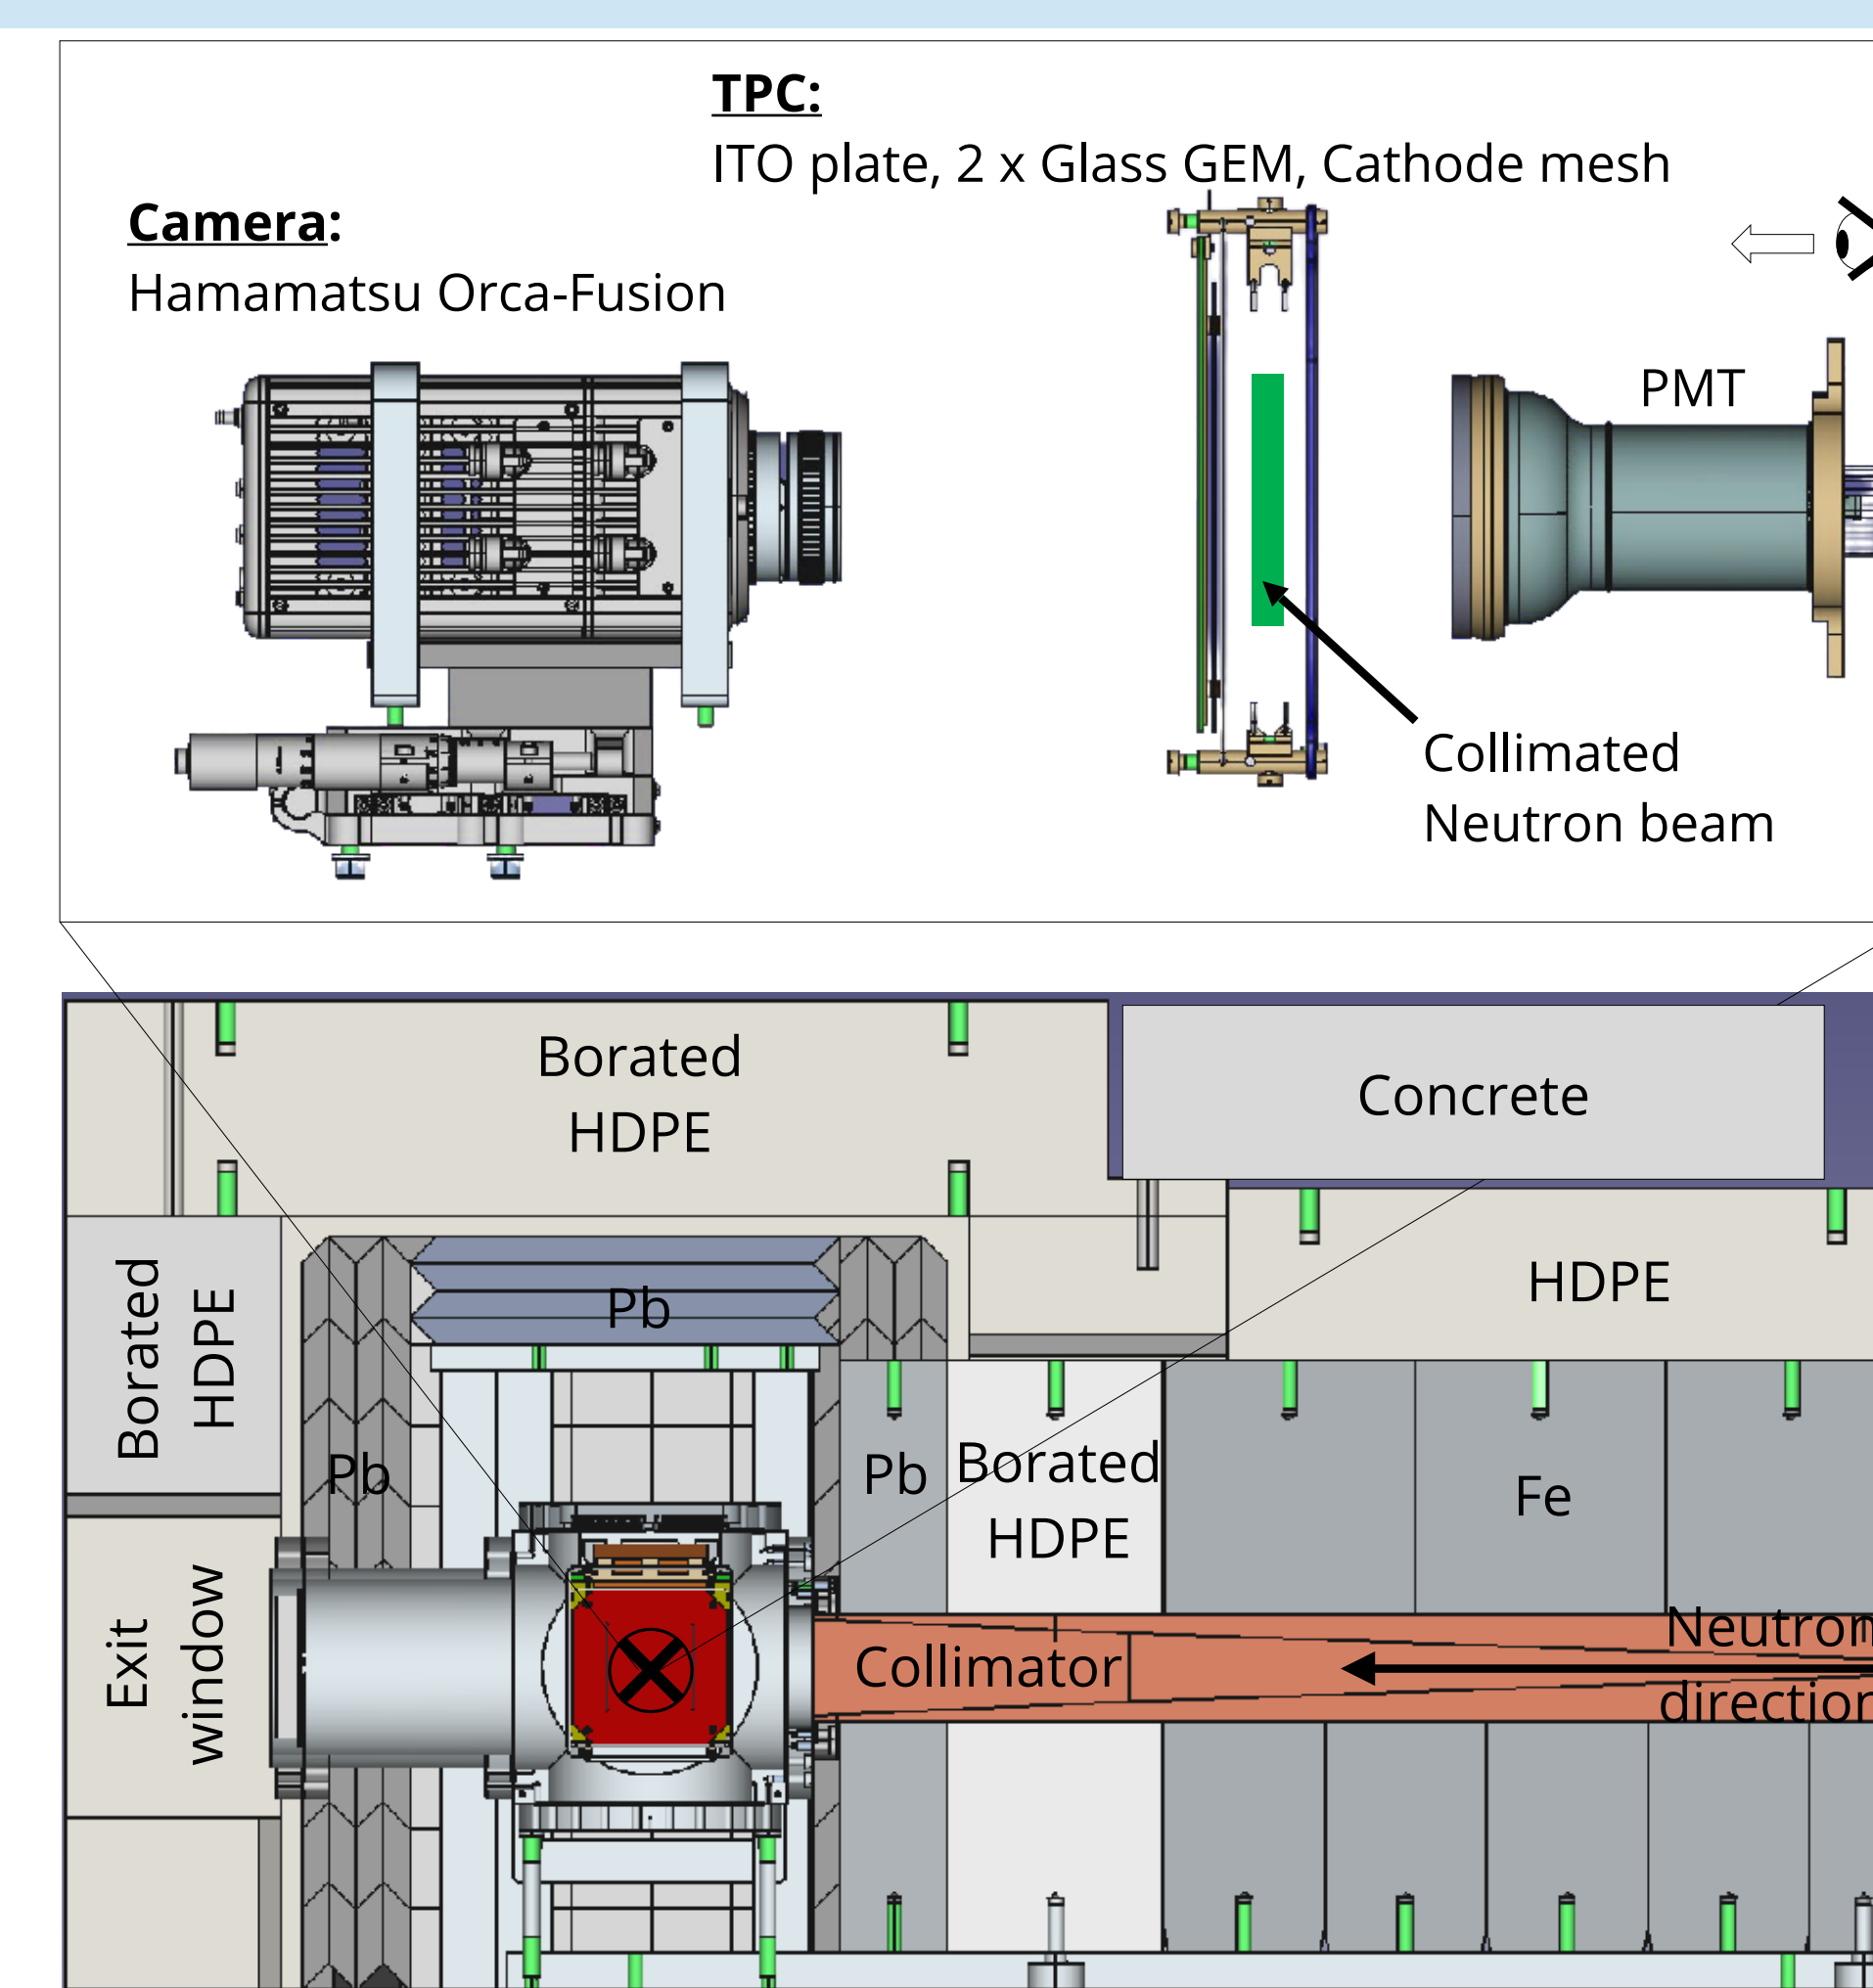 TPC:
ITO plate, 2 x Glass GEM, Cathode mesh
Camera:
Hamamatsu Orca-Fusion
PMT
Collimated
Neutron beam
Borated
HDPE
Concrete
Borated
HDPE
Pb
HDPE
Pb
Pb
Borated
HDPE
Fe
Exit
window
Collimator
Neutron
direction